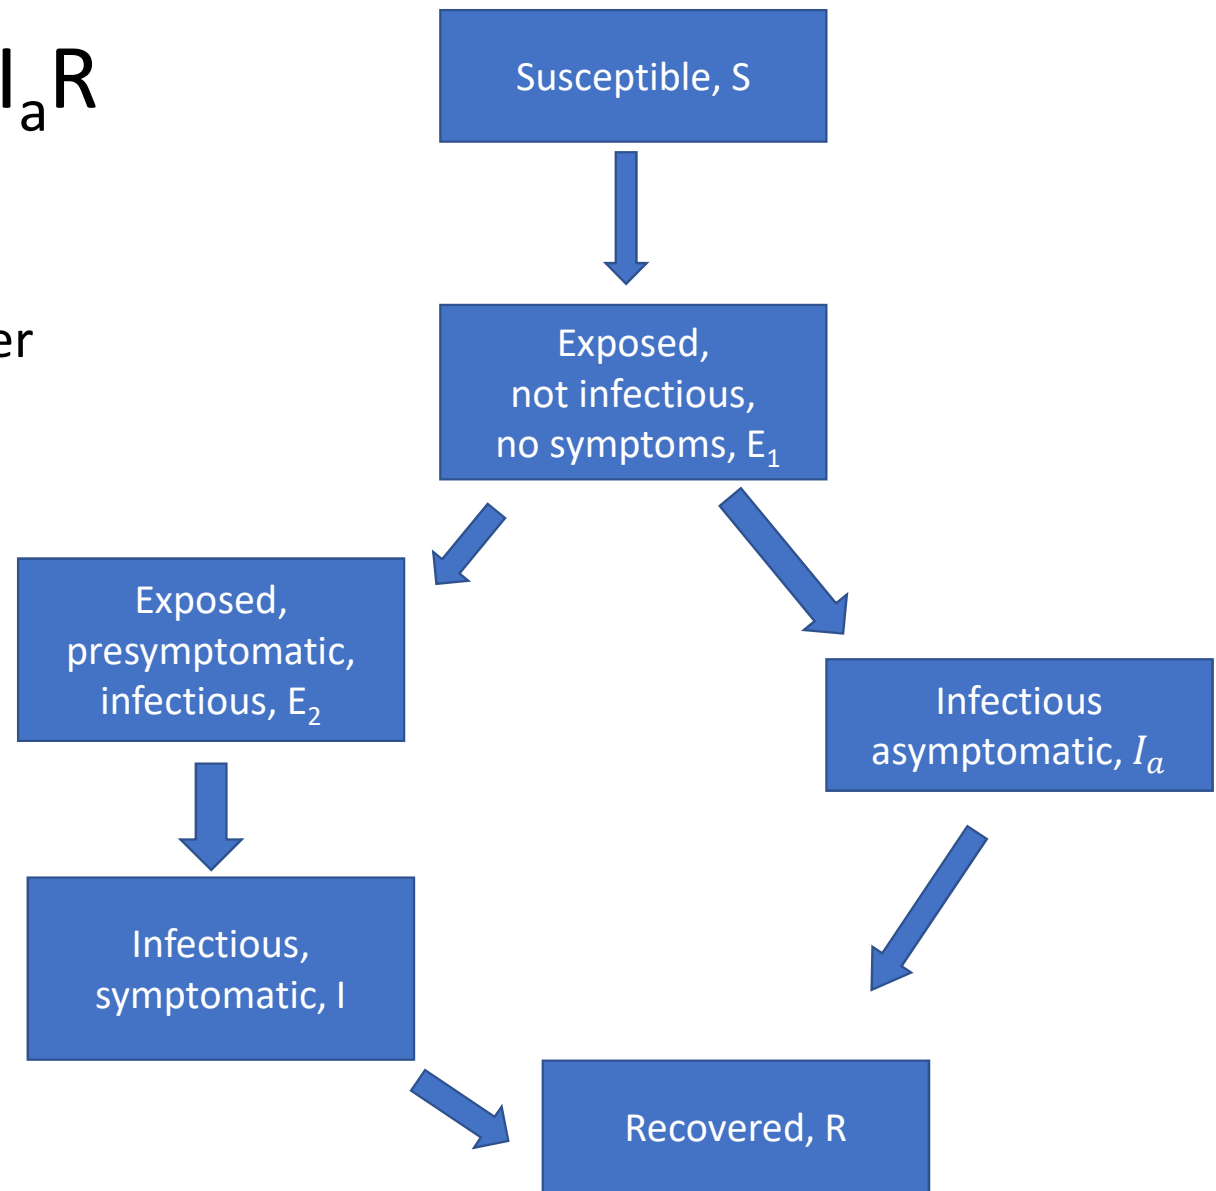 IₐR
Susceptible, S
er
Exposed,
not infectious,
no symptoms, E₁
Exposed,
presymptomatic,
infectious, E₂
Infectious
asymptomatic, Iₐ
Infectious,
symptomatic, I
Recovered, R